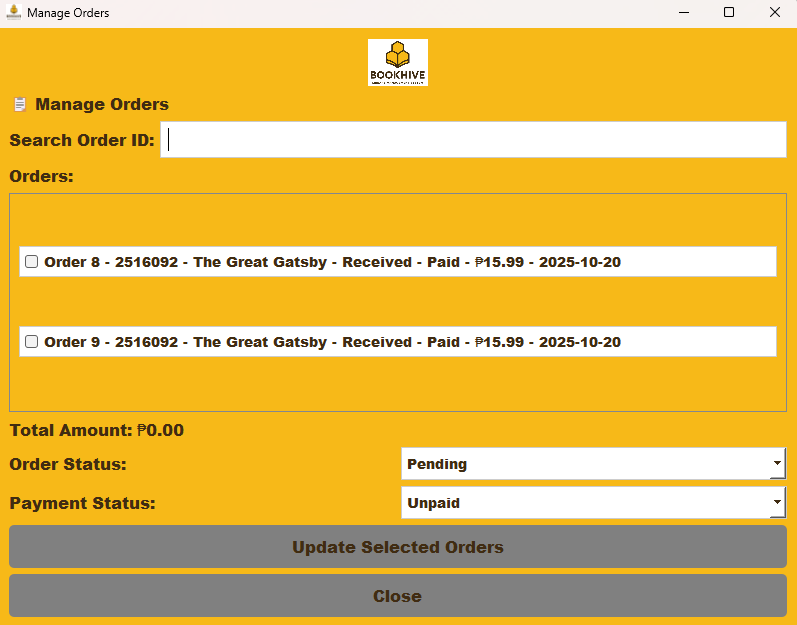 Manage Orders
BOOKHIVE
Manage Orders
Search Order ID:
Orders:
Order 8 - 2516092 - The Great Gatsby - Received - Paid - ₱15.99 - 2025-10-20
Order 9 - 2516092 - The Great Gatsby - Received - Paid - ₱15.99 - 2025-10-20
Total Amount: ₱0.00
Order Status:
Pending
Payment Status:
Unpaid
Update Selected Orders
Close